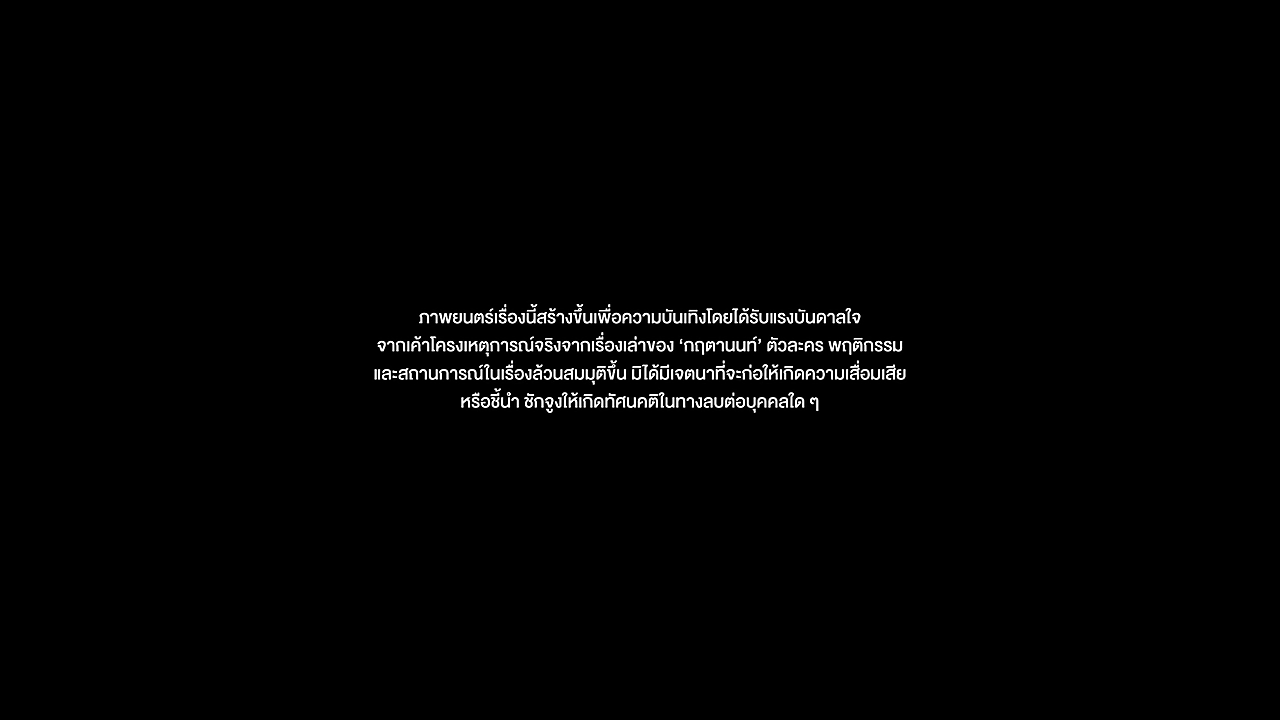 ภาพยนตร์เรื่องนี้สร้างขึ้นเพื่อความบันเทิงโดยได้รับแรงบันดาลใจ
จากเค้าโครงเหตุการณ์จริงจากเรื่องเล่าของ ‘กฤตานนท์’ ตัวละคร พฤติกรรม
และสถานการณ์ในเรื่องล้วนสมมุติขึ้น มิได้มีเจตนาที่จะก่อให้เกิดความเสื่อมเสีย
หรือชี้นำ ชักจูงให้เกิดทัศนคติในทางลบต่อบุคคลใด ๆ